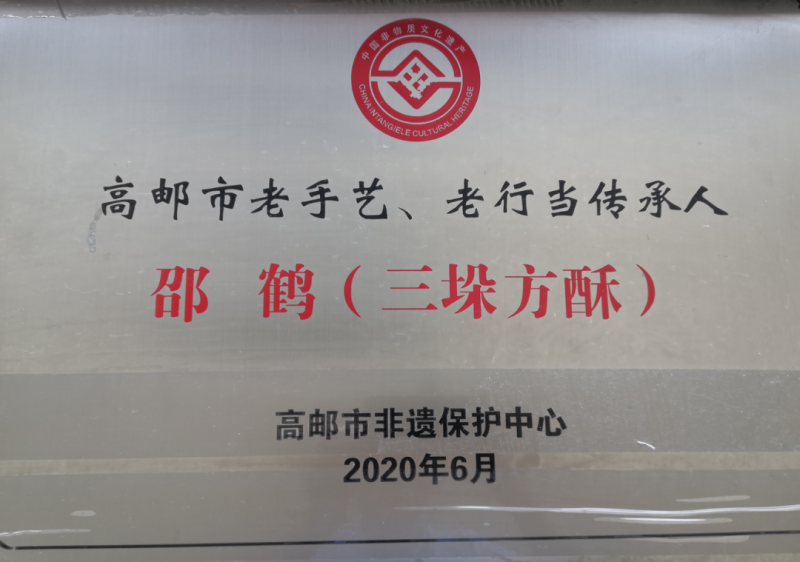 中国非物质文化遗产
CHINA INTANGIBLE CULTURAL HERITAGE
高邮市老手艺、老行当传承人
邵 鹤（三垛方酥）
高邮市非遗保护中心
2020年6月